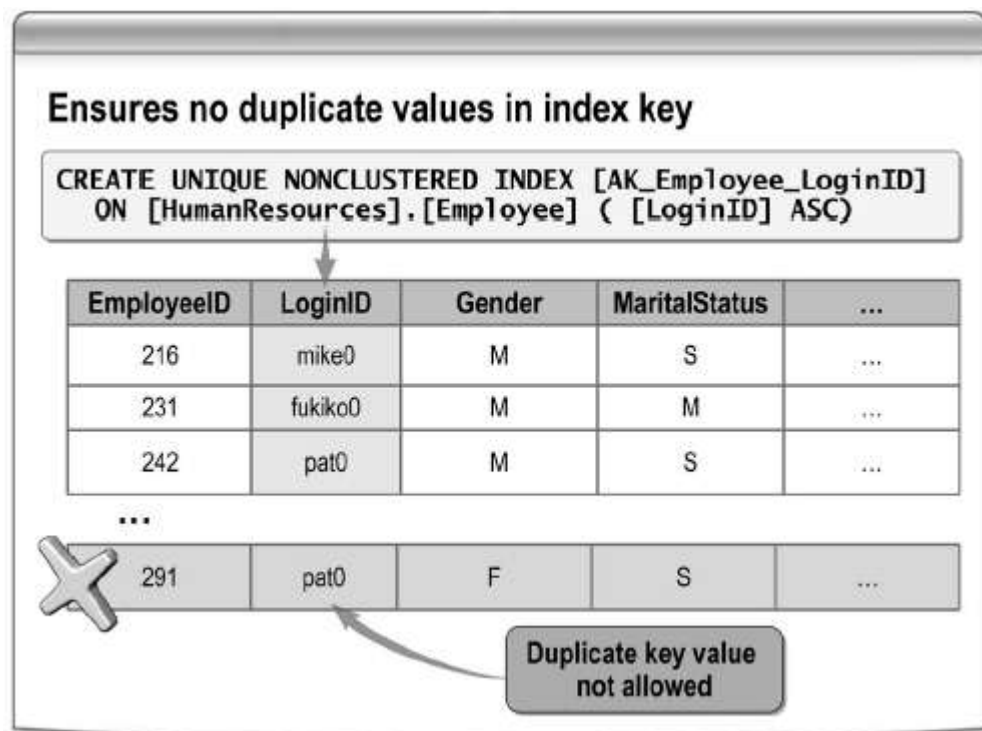 Ensures no duplicate values in index key
CREATE UNIQUE NONCLUSTERED INDEX [AK_Employee_LoginID]
ON [HumanResources].[Employee] ( [LoginID] ASC)
EmployeeID LoginID Gender MaritalStatus ...
216 mike0 M S ...
231 fukiko0 M M ...
242 pat0 M S ...
...
291 pat0 F S ...
Duplicate key value
not allowed